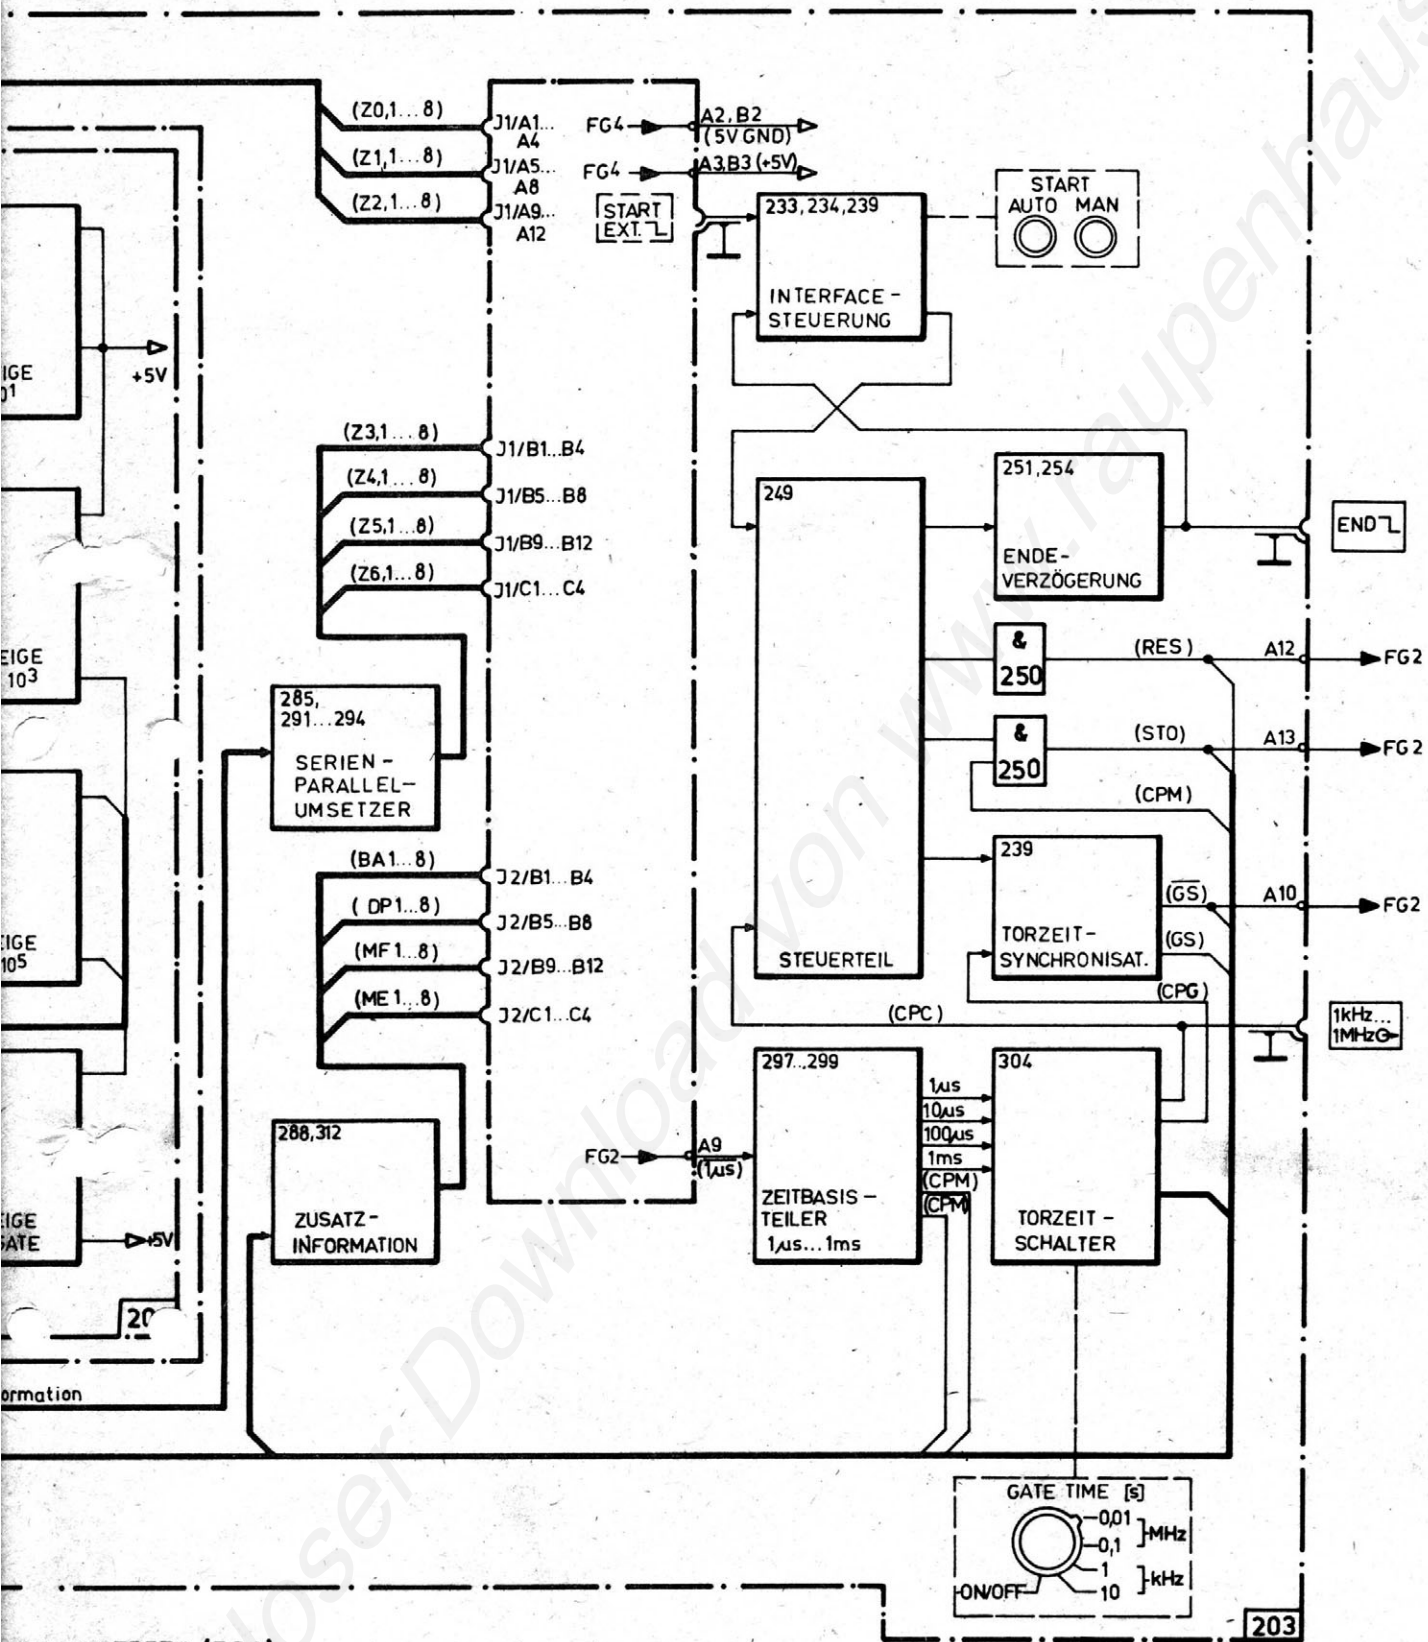 (Z0,1...8)
(Z1,1...8)
(Z2,1...8)
J1/A1...
A4
J1/A5...
A8
J1/A9...
A12
FG4
A2, B2
(5V GND)
FG4
A3,B3 (+5V)
START
EXT.
233, 234, 239
INTERFACE-
STEUERUNG
START
AUTO MAN
IGE
+5V
(Z3,1...8)
J1/B1...B4
(Z4,1...8)
J1/B5...B8
(Z5,1...8)
J1/B9...B12
(Z6,1...8)
J1/C1...C4
249
STEUERTEIL
251, 254
ENDE-
VERZÖGERUNG
END
&
250
(RES)
A12
FG2
&
250
(STO)
A13
FG2
(CPM)
EIGE
10³
285,
291...294
SERIEN-
PARALLEL-
UMSETZER
239
TORZEIT-
SYNCHRONISAT.
(G̅S̅)
A10
FG2
(GS)
(CPG)
(CPC)
1kHz...
1MHz
EIGE
10⁵
(BA1...8)
J2/B1...B4
(DP1...8)
J2/B5...B8
(MF1...8)
J2/B9...B12
(ME1...8)
J2/C1...C4
288,312
ZUSATZ-
INFORMATION
FG2
A9
(1µs)
297...299
ZEITBASIS-
TEILER
1µs...1ms
1µs
10µs
100µs
1ms
(CPM)
(C̅P̅M̅)
304
TORZEIT-
SCHALTER
EIGE
GATE
+5V
20
ormation
GATE TIME [s]
0,01
0,1
MHz
1
10
kHz
ON/OFF
203
loser Download von www.raupenhaus